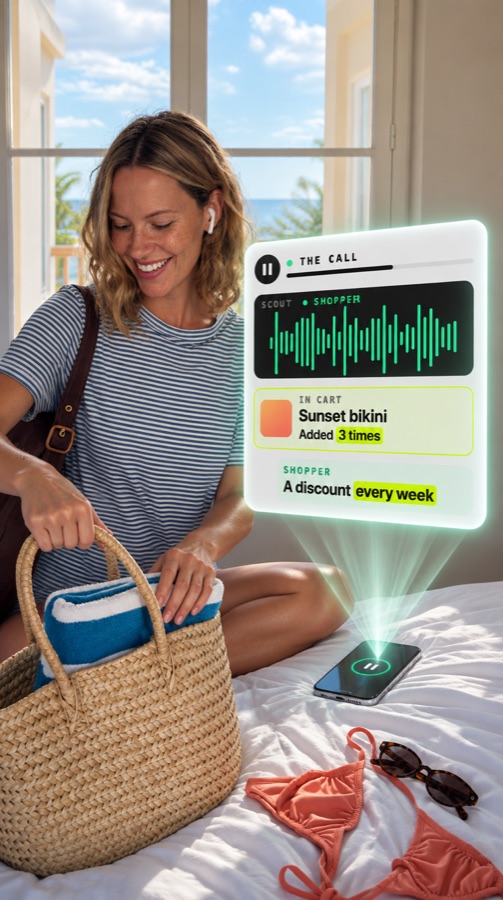 THE CALL
SCOUT • SHOPPER
IN CART
Sunset bikini
Added 3 times
SHOPPER
A discount every week